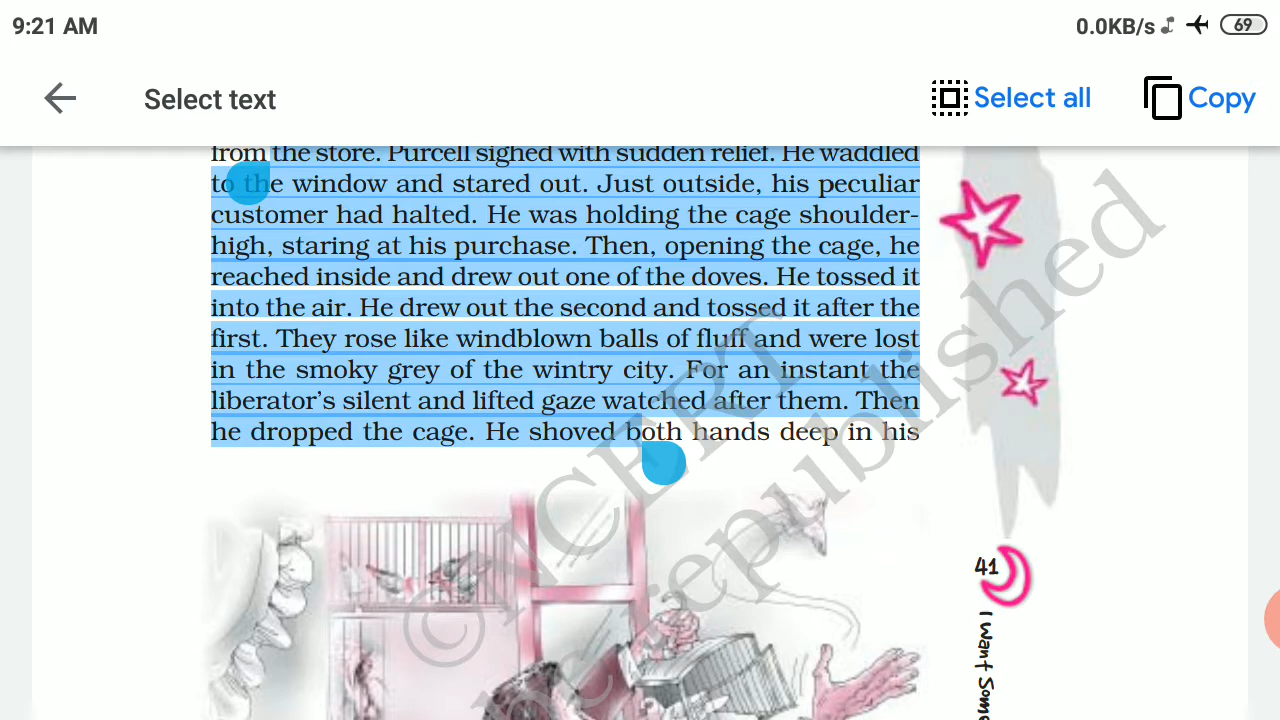 9:21 AM
0.0KB/s
69
Select text
Select all
Copy
from the store. Purcell sighed with sudden relief. He waddled
to the window and stared out. Just outside, his peculiar
customer had halted. He was holding the cage shoulder-
high, staring at his purchase. Then, opening the cage, he
reached inside and drew out one of the doves. He tossed it
into the air. He drew out the second and tossed it after the
first. They rose like windblown balls of fluff and were lost
in the smoky grey of the wintry city. For an instant the
liberator's silent and lifted gaze watched after them. Then
he dropped the cage. He shoved both hands deep in his
©NCERT
republished
41
I Want